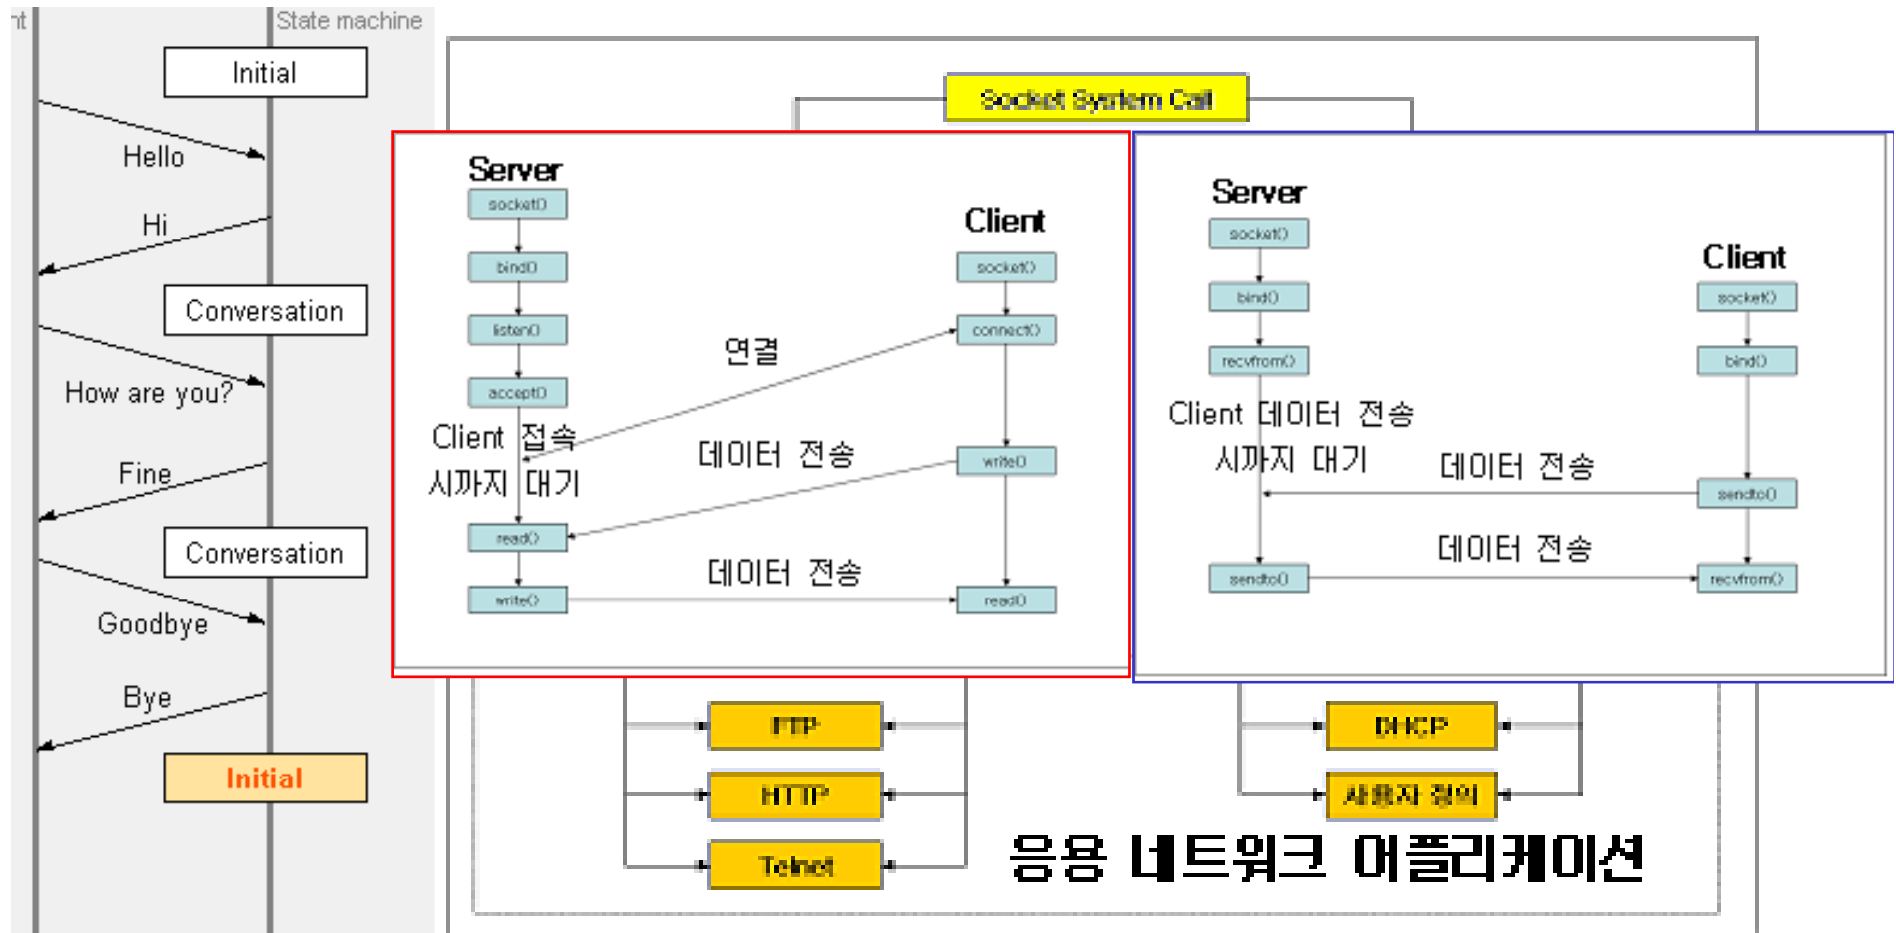 nt
State machine
Initial
Hello
Hi
Conversation
How are you?
Fine
Conversation
Goodbye
Bye
Initial
Socket System Call
Server
socket()
bind()
listen()
accept()
Client 접속
시까지 대기
read()
write()
연결
데이터 전송
데이터 전송
Client
socket()
connect()
write()
read()
Server
socket()
bind()
recvfrom()
Client 데이터 전송
시까지 대기
sendto()
데이터 전송
데이터 전송
Client
socket()
bind()
sendto()
recvfrom()
FTP
HTTP
Telnet
DHCP
사용자 정의
응용 네트워크 어플리케이션